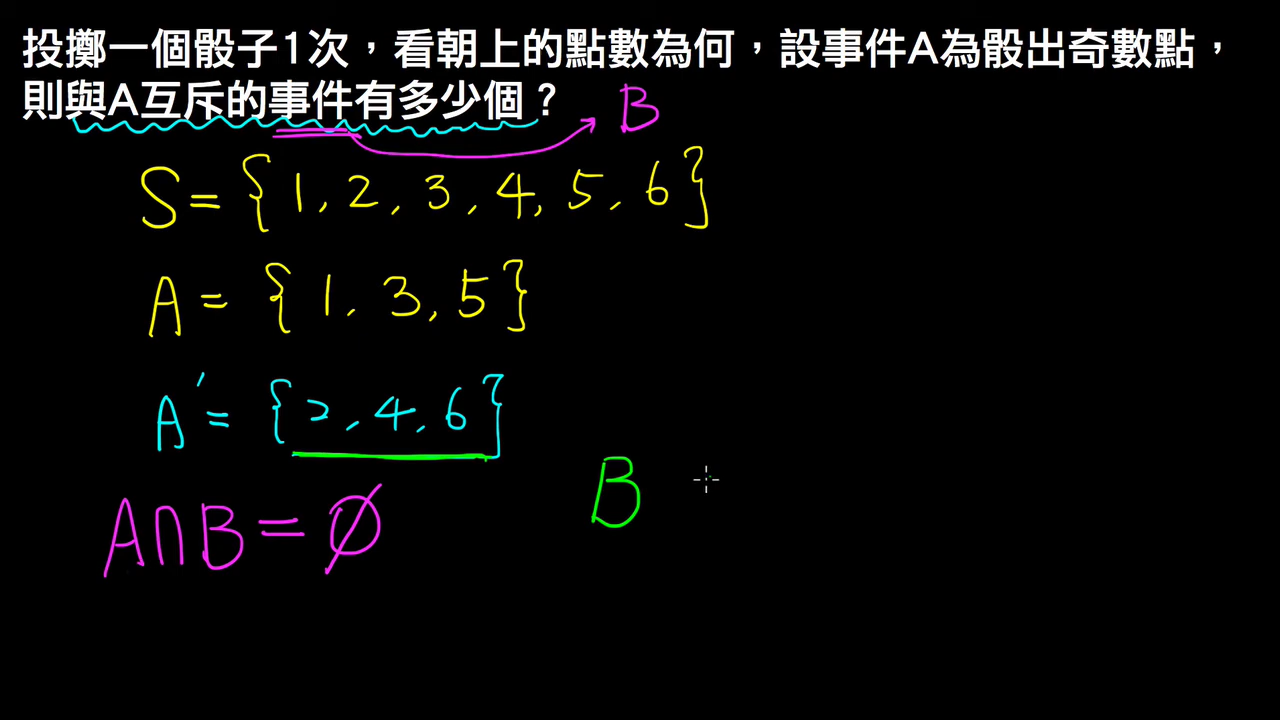 投擲一個骰子1次，看朝上的點數為何，設事件A為骰出奇數點，
則與A互斥的事件有多少個？
B
S={1,2,3,4,5,6}
A={1,3,5}
A'={2,4,6}
B
A∩B=∅